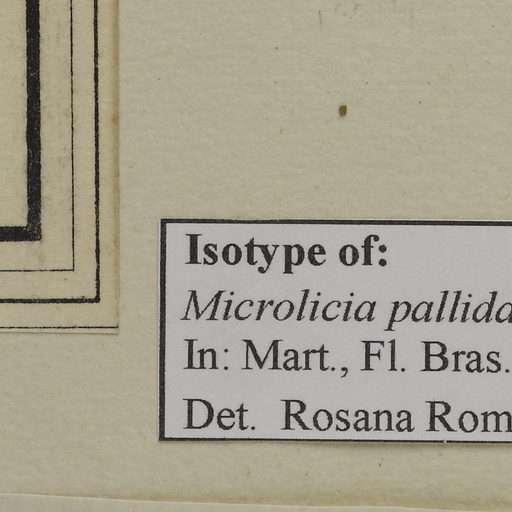 Isotype of:
Microlicia pallida
In: Mart., Fl. Bras.
Det. Rosana Rom